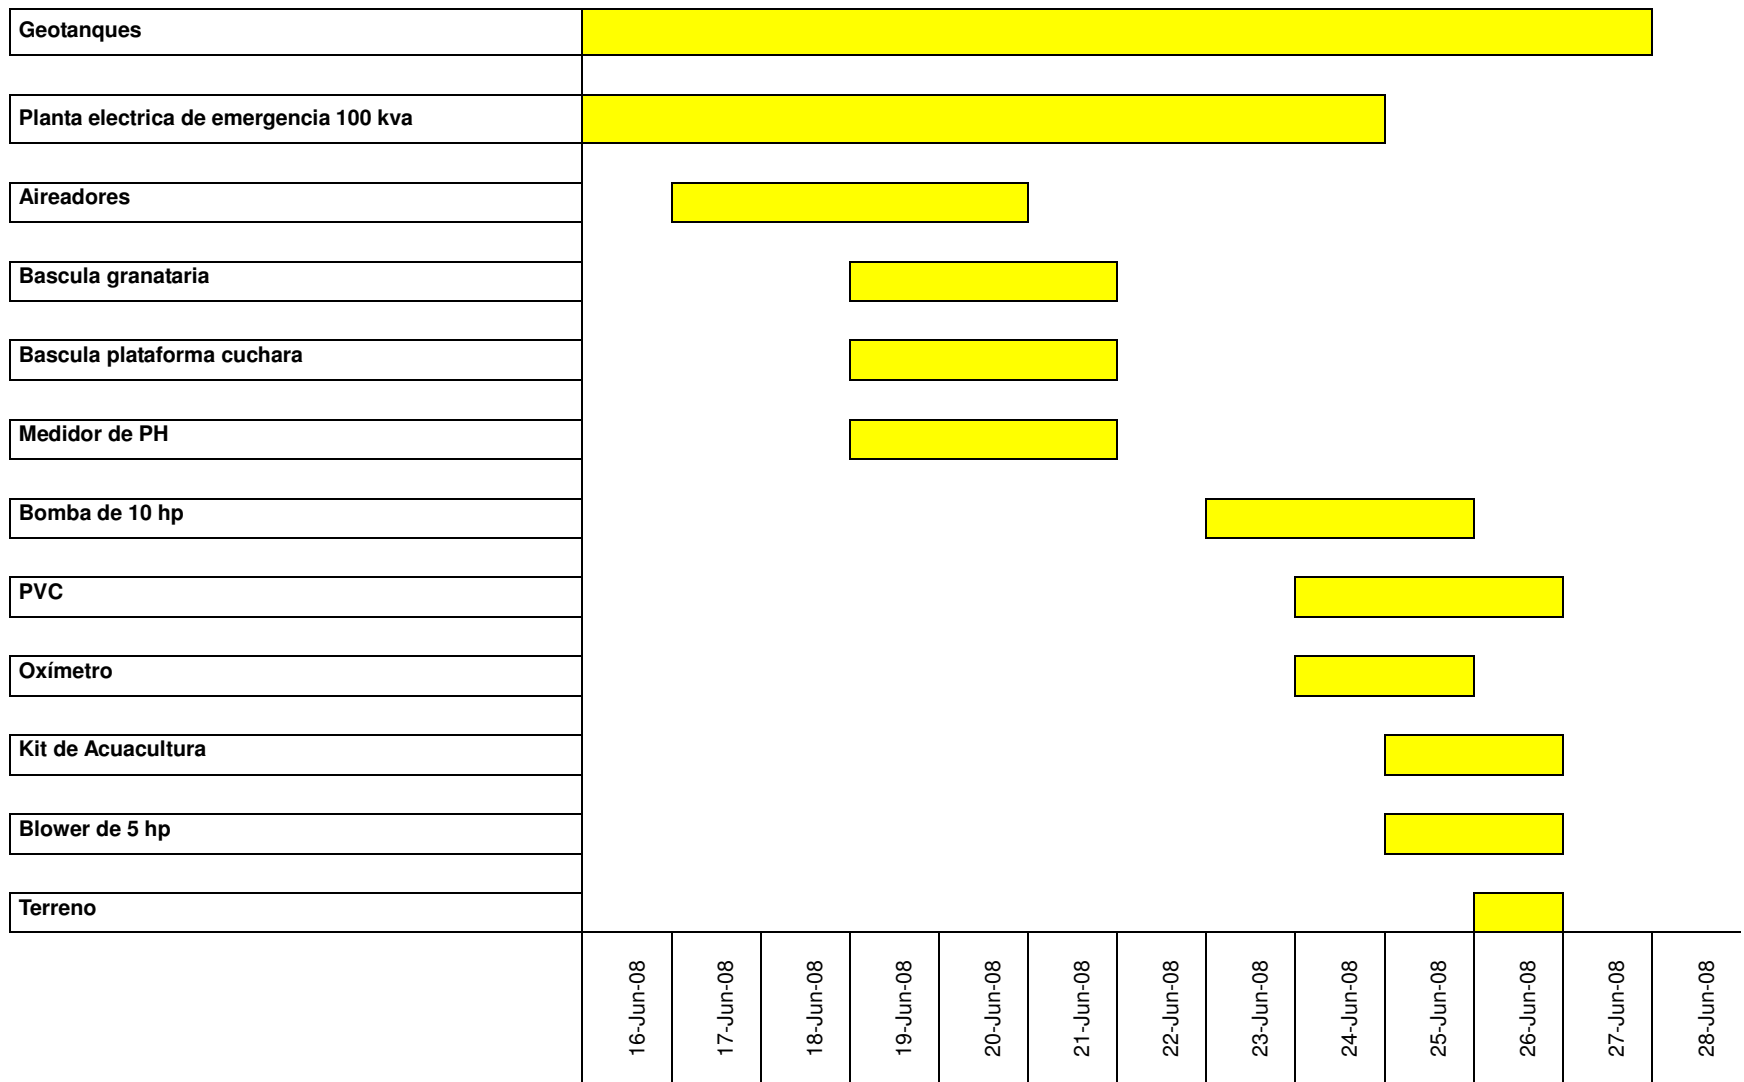 Geotanques
Planta electrica de emergencia 100 kva
Aireadores
Bascula granataria
Bascula plataforma cuchara
Medidor de PH
Bomba de 10 hp
PVC
Oxímetro
Kit de Acuacultura
Blower de 5 hp
Terreno
16-Jun-08
17-Jun-08
18-Jun-08
19-Jun-08
20-Jun-08
21-Jun-08
22-Jun-08
23-Jun-08
24-Jun-08
25-Jun-08
26-Jun-08
27-Jun-08
28-Jun-08